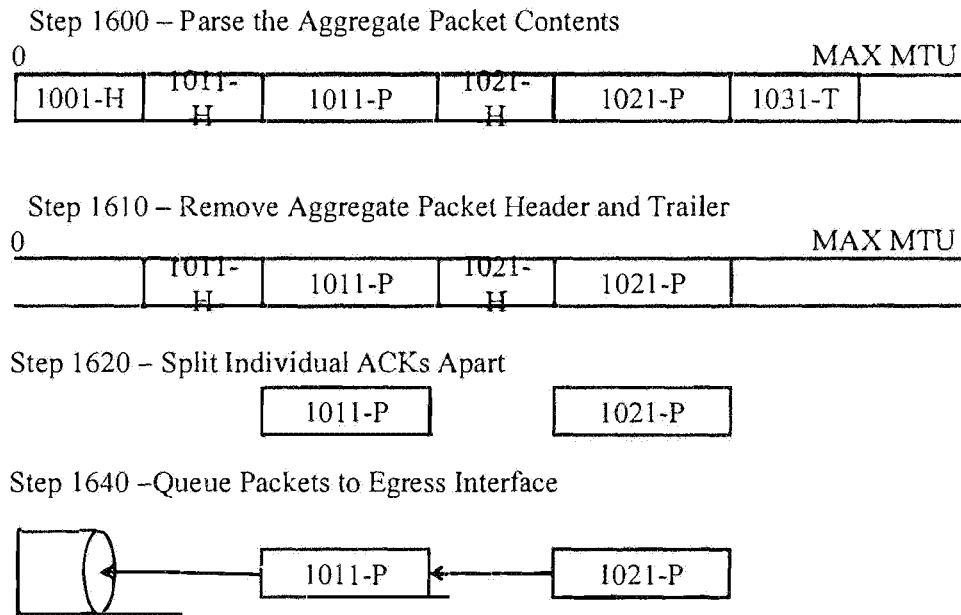 Step 1600 – Parse the Aggregate Packet Contents
0 MAX MTU
1001-H 1011-H 1011-P 1021-H 1021-P 1031-T
Step 1610 – Remove Aggregate Packet Header and Trailer
0 MAX MTU
1011-H 1011-P 1021-H 1021-P
Step 1620 – Split Individual ACKs Apart
1011-P 1021-P
Step 1640 –Queue Packets to Egress Interface
1011-P 1021-P